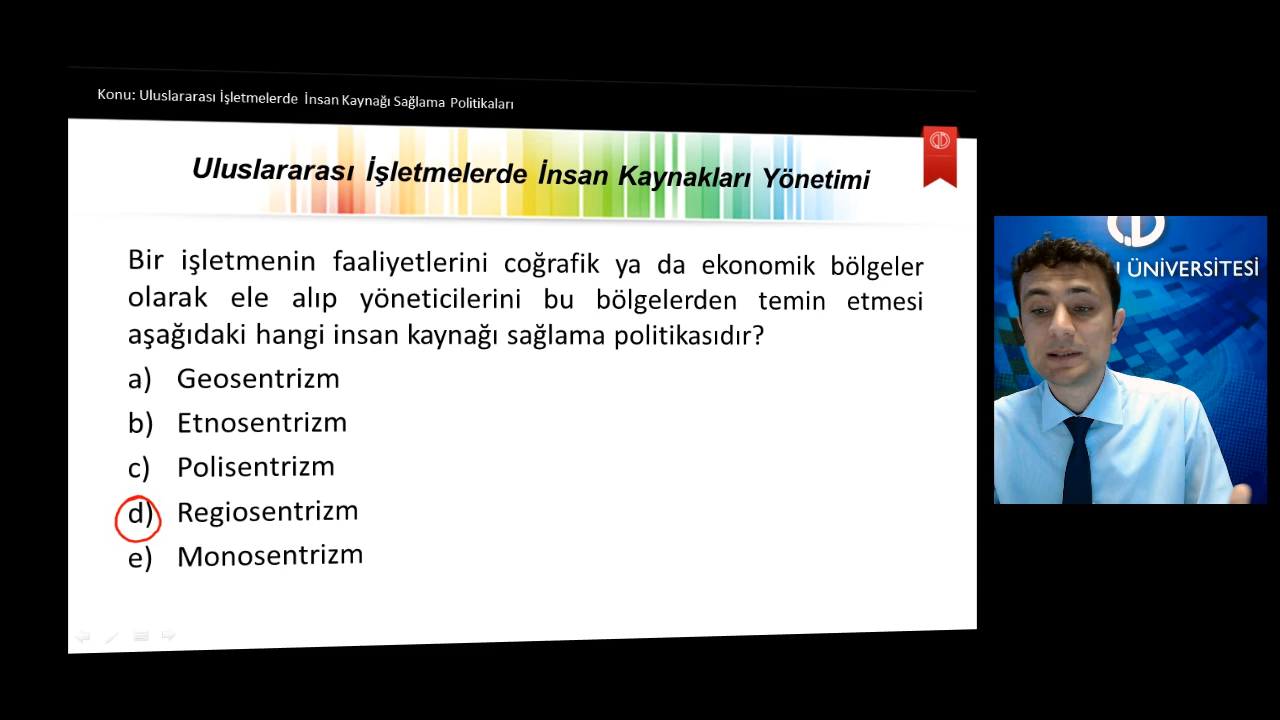 Konu: Uluslararası İşletmelerde İnsan Kaynağı Sağlama Politikaları
Uluslararası İşletmelerde İnsan Kaynakları Yönetimi
Bir işletmenin faaliyetlerini coğrafik ya da ekonomik bölgeler
olarak ele alıp yöneticilerini bu bölgelerden temin etmesi
aşağıdaki hangi insan kaynağı sağlama politikasıdır?
a) Geosentrizm
b) Etnosentrizm
c) Polisentrizm
d) Regiosentrizm
e) Monosentrizm
ÜNİVERSİTESİ